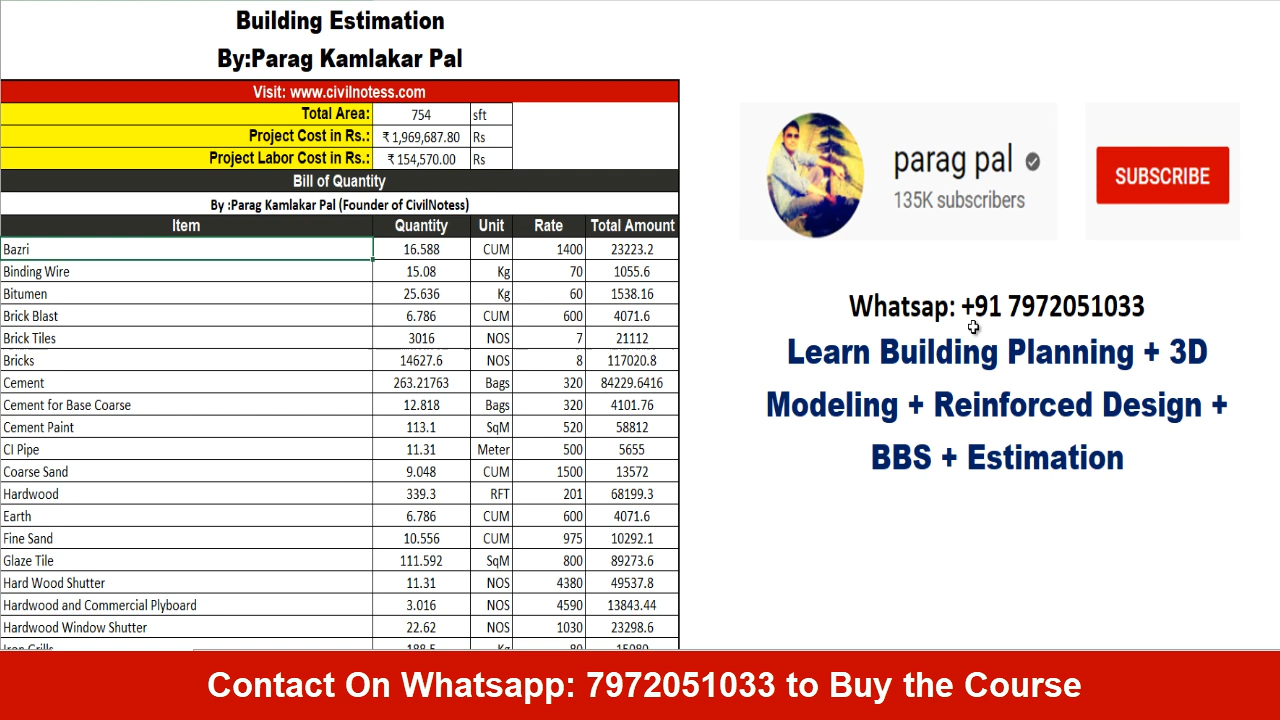 Building Estimation
By:Parag Kamlakar Pal
Visit: www.civilnotess.com
Total Area: 754 sft
Project Cost in Rs.: ₹ 1,969,687.80 Rs
Project Labor Cost in Rs.: ₹ 154,570.00 Rs
Bill of Quantity
By :Parag Kamlakar Pal (Founder of CivilNotess)
Item Quantity Unit Rate Total Amount
Bazri 16.588 CUM 1400 23223.2
Binding Wire 15.08 Kg 70 1055.6
Bitumen 25.636 Kg 60 1538.16
Brick Blast 6.786 CUM 600 4071.6
Brick Tiles 3016 NOS 7 21112
Bricks 14627.6 NOS 8 117020.8
Cement 263.21763 Bags 320 84229.6416
Cement for Base Coarse 12.818 Bags 320 4101.76
Cement Paint 113.1 SqM 520 58812
CI Pipe 11.31 Meter 500 5655
Coarse Sand 9.048 CUM 1500 13572
Hardwood 339.3 RFT 201 68199.3
Earth 6.786 CUM 600 4071.6
Fine Sand 10.556 CUM 975 10292.1
Glaze Tile 111.592 SqM 800 89273.6
Hard Wood Shutter 11.31 NOS 4380 49537.8
Hardwood and Commercial Plyboard 3.016 NOS 4590 13843.44
Hardwood Window Shutter 22.62 NOS 1030 23298.6
Iron Grills 188.5 Kg 80 15080
parag pal
135K subscribers
SUBSCRIBE
Whatsap: +91 7972051033
Learn Building Planning + 3D
Modeling + Reinforced Design +
BBS + Estimation
Contact On Whatsapp: 7972051033 to Buy the Course